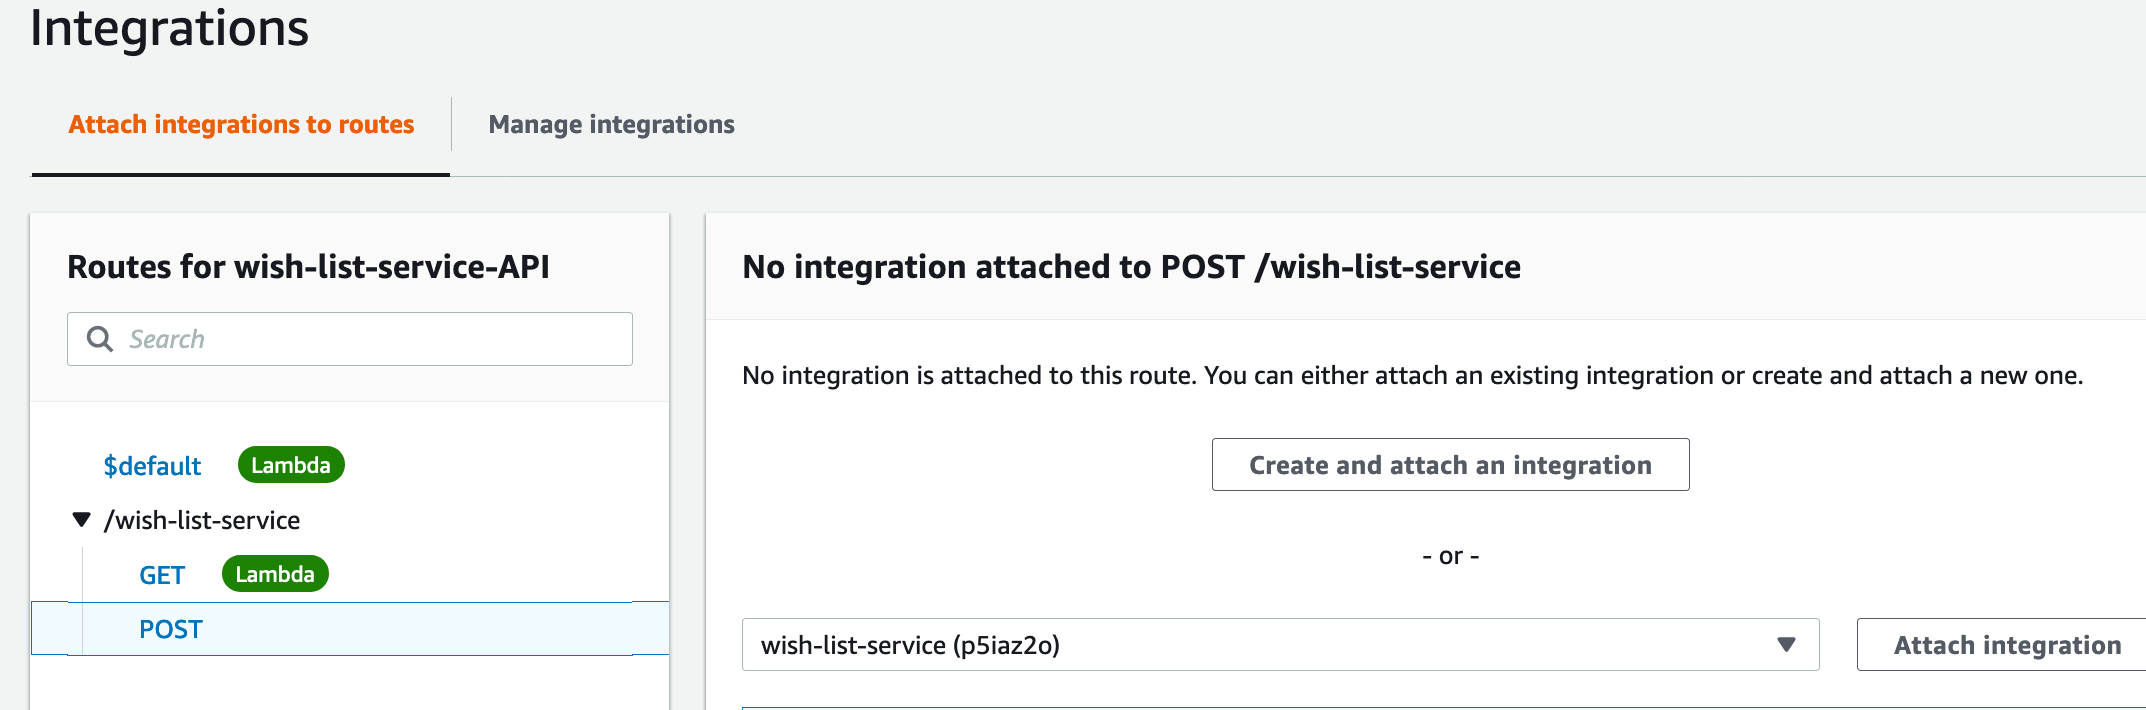 Integrations
Attach integrations to routes
Manage integrations
Routes for wish-list-service-API
Search
$default Lambda
/wish-list-service
GET Lambda
POST
No integration attached to POST /wish-list-service
No integration is attached to this route. You can either attach an existing integration or create and attach a new one.
Create and attach an integration
- or -
wish-list-service (p5iaz2o)
Attach integration